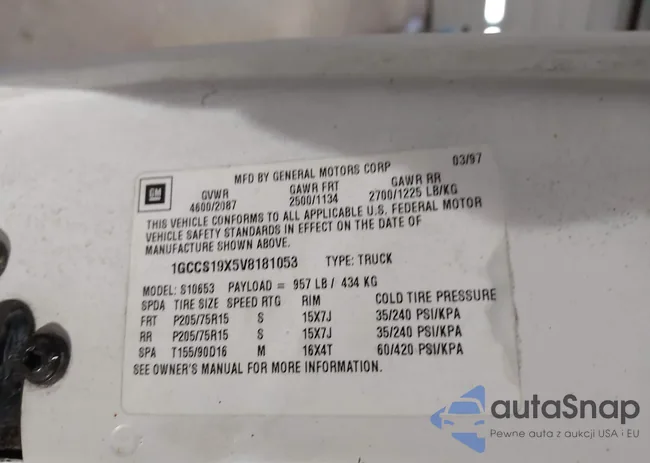 MFD BY GENERAL MOTORS CORP 03/97
GM
GVWR GAWR FRT GAWR RR
4600/2087 2500/1134 2700/1225 LB/KG
THIS VEHICLE CONFORMS TO ALL APPLICABLE U.S. FEDERAL MOTOR
VEHICLE SAFETY STANDARDS IN EFFECT ON THE DATE OF
MANUFACTURE SHOWN ABOVE.
1GCCS19X5V8181053 TYPE: TRUCK
MODEL: S10653 PAYLOAD = 957 LB / 434 KG
SPDA TIRE SIZE SPEED RTG RIM COLD TIRE PRESSURE
FRT P205/75R15 S 15X7J 35/240 PSI/KPA
RR P205/75R15 S 15X7J 35/240 PSI/KPA
SPA T155/90D16 M 16X4T 60/420 PSI/KPA
SEE OWNER'S MANUAL FOR MORE INFORMATION.
autaSnap
Pewne auta z aukcji USA i EU